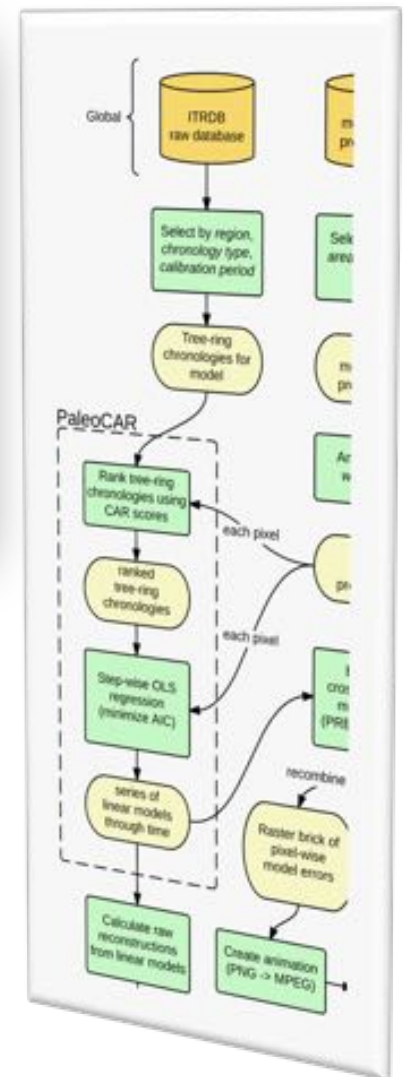 Global
ITRDB
raw database
Select by region,
chronology type,
calibration period
Tree-ring
chronologies for
model
PaleoCAR
Rank tree-ring
chronologies using
CAR scores
each pixel
ranked
tree-ring
chronologies
each pixel
Step-wise OLS
regression
(minimize AIC)
series of
linear models
through time
recombine
Raster brick of
pixel-wise
model errors
Calculate raw
reconstructions
from linear models
Create animation
(PNG -> MPEG)